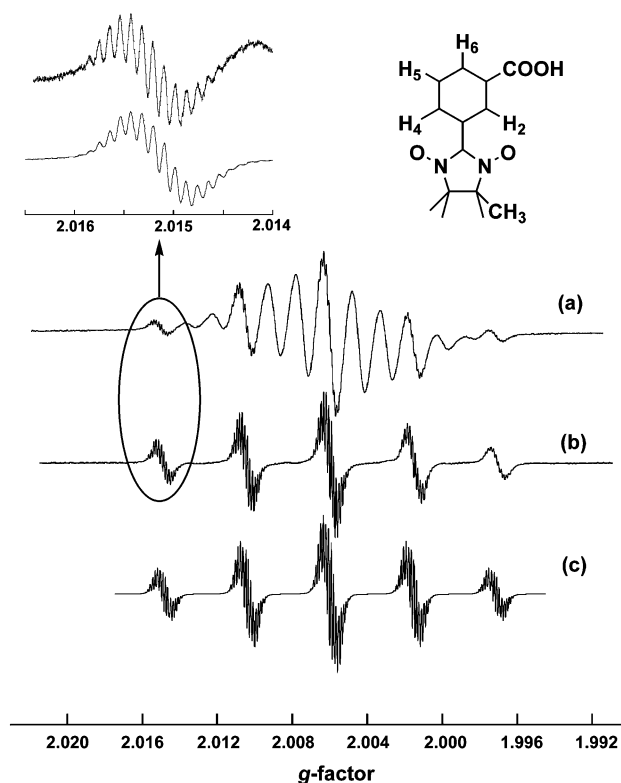 H6
H5
COOH
H4
H2
O
O
N
N
CH3
2.016 2.015 2.014
(a)
(b)
(c)
2.020 2.016 2.012 2.008 2.004 2.000 1.996 1.992
g-factor